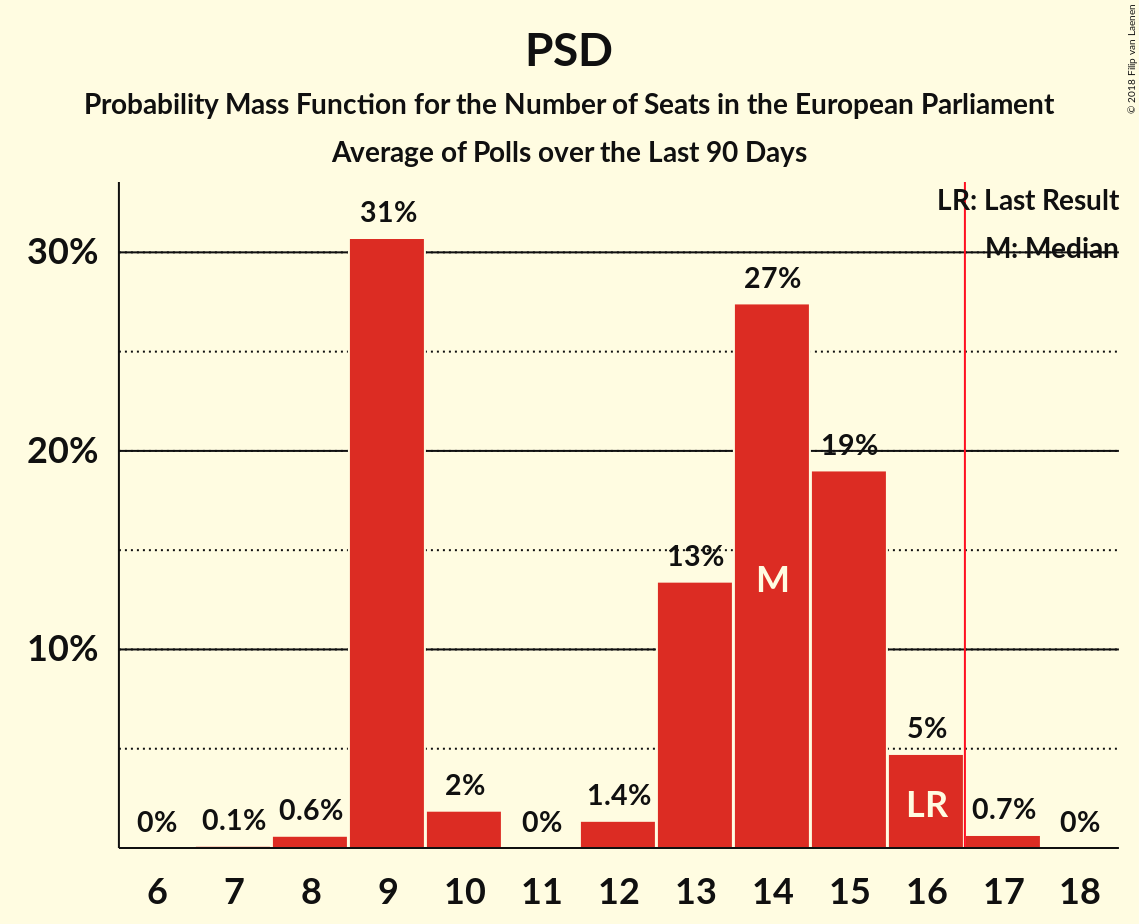 PSD
Probability Mass Function for the Number of Seats in the European Parliament
Average of Polls over the Last 90 Days
© 2018 Filip van Laenen
LR: Last Result
M: Median
30%
20%
10%
0%
0.1%
0.6%
31%
2%
0%
1.4%
13%
27%
19%
5%
0.7%
0%
M
LR
6 7 8 9 10 11 12 13 14 15 16 17 18